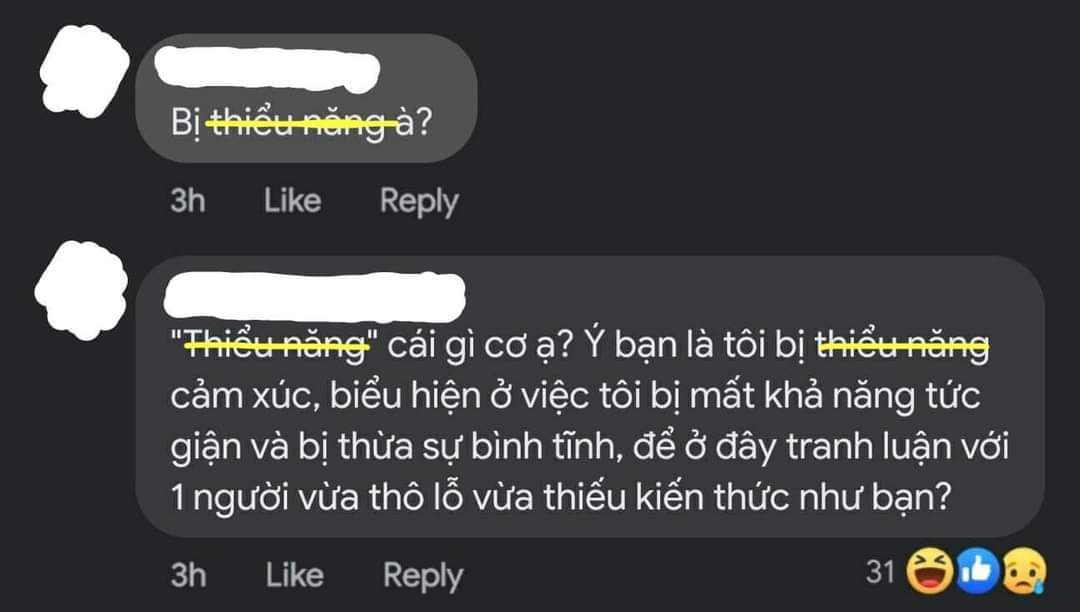 Bị thiểu năng à?
3h Like Reply
"Thiểu năng" cái gì cơ ạ? Ý bạn là tôi bị thiểu năng
cảm xúc, biểu hiện ở việc tôi bị mất khả năng tức
giận và bị thừa sự bình tĩnh, để ở đây tranh luận với
1 người vừa thô lỗ vừa thiếu kiến thức như bạn?
3h Like Reply 31